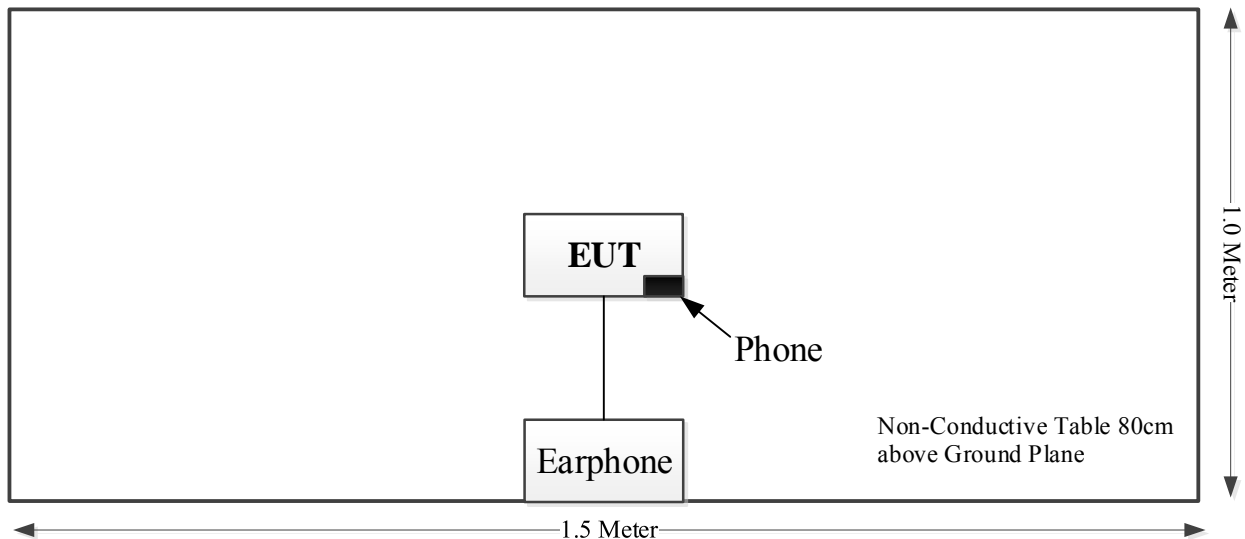 EUT
1.0 Meter
Phone
Non-Conductive Table 80cm
above Ground Plane
Earphone
1.5 Meter